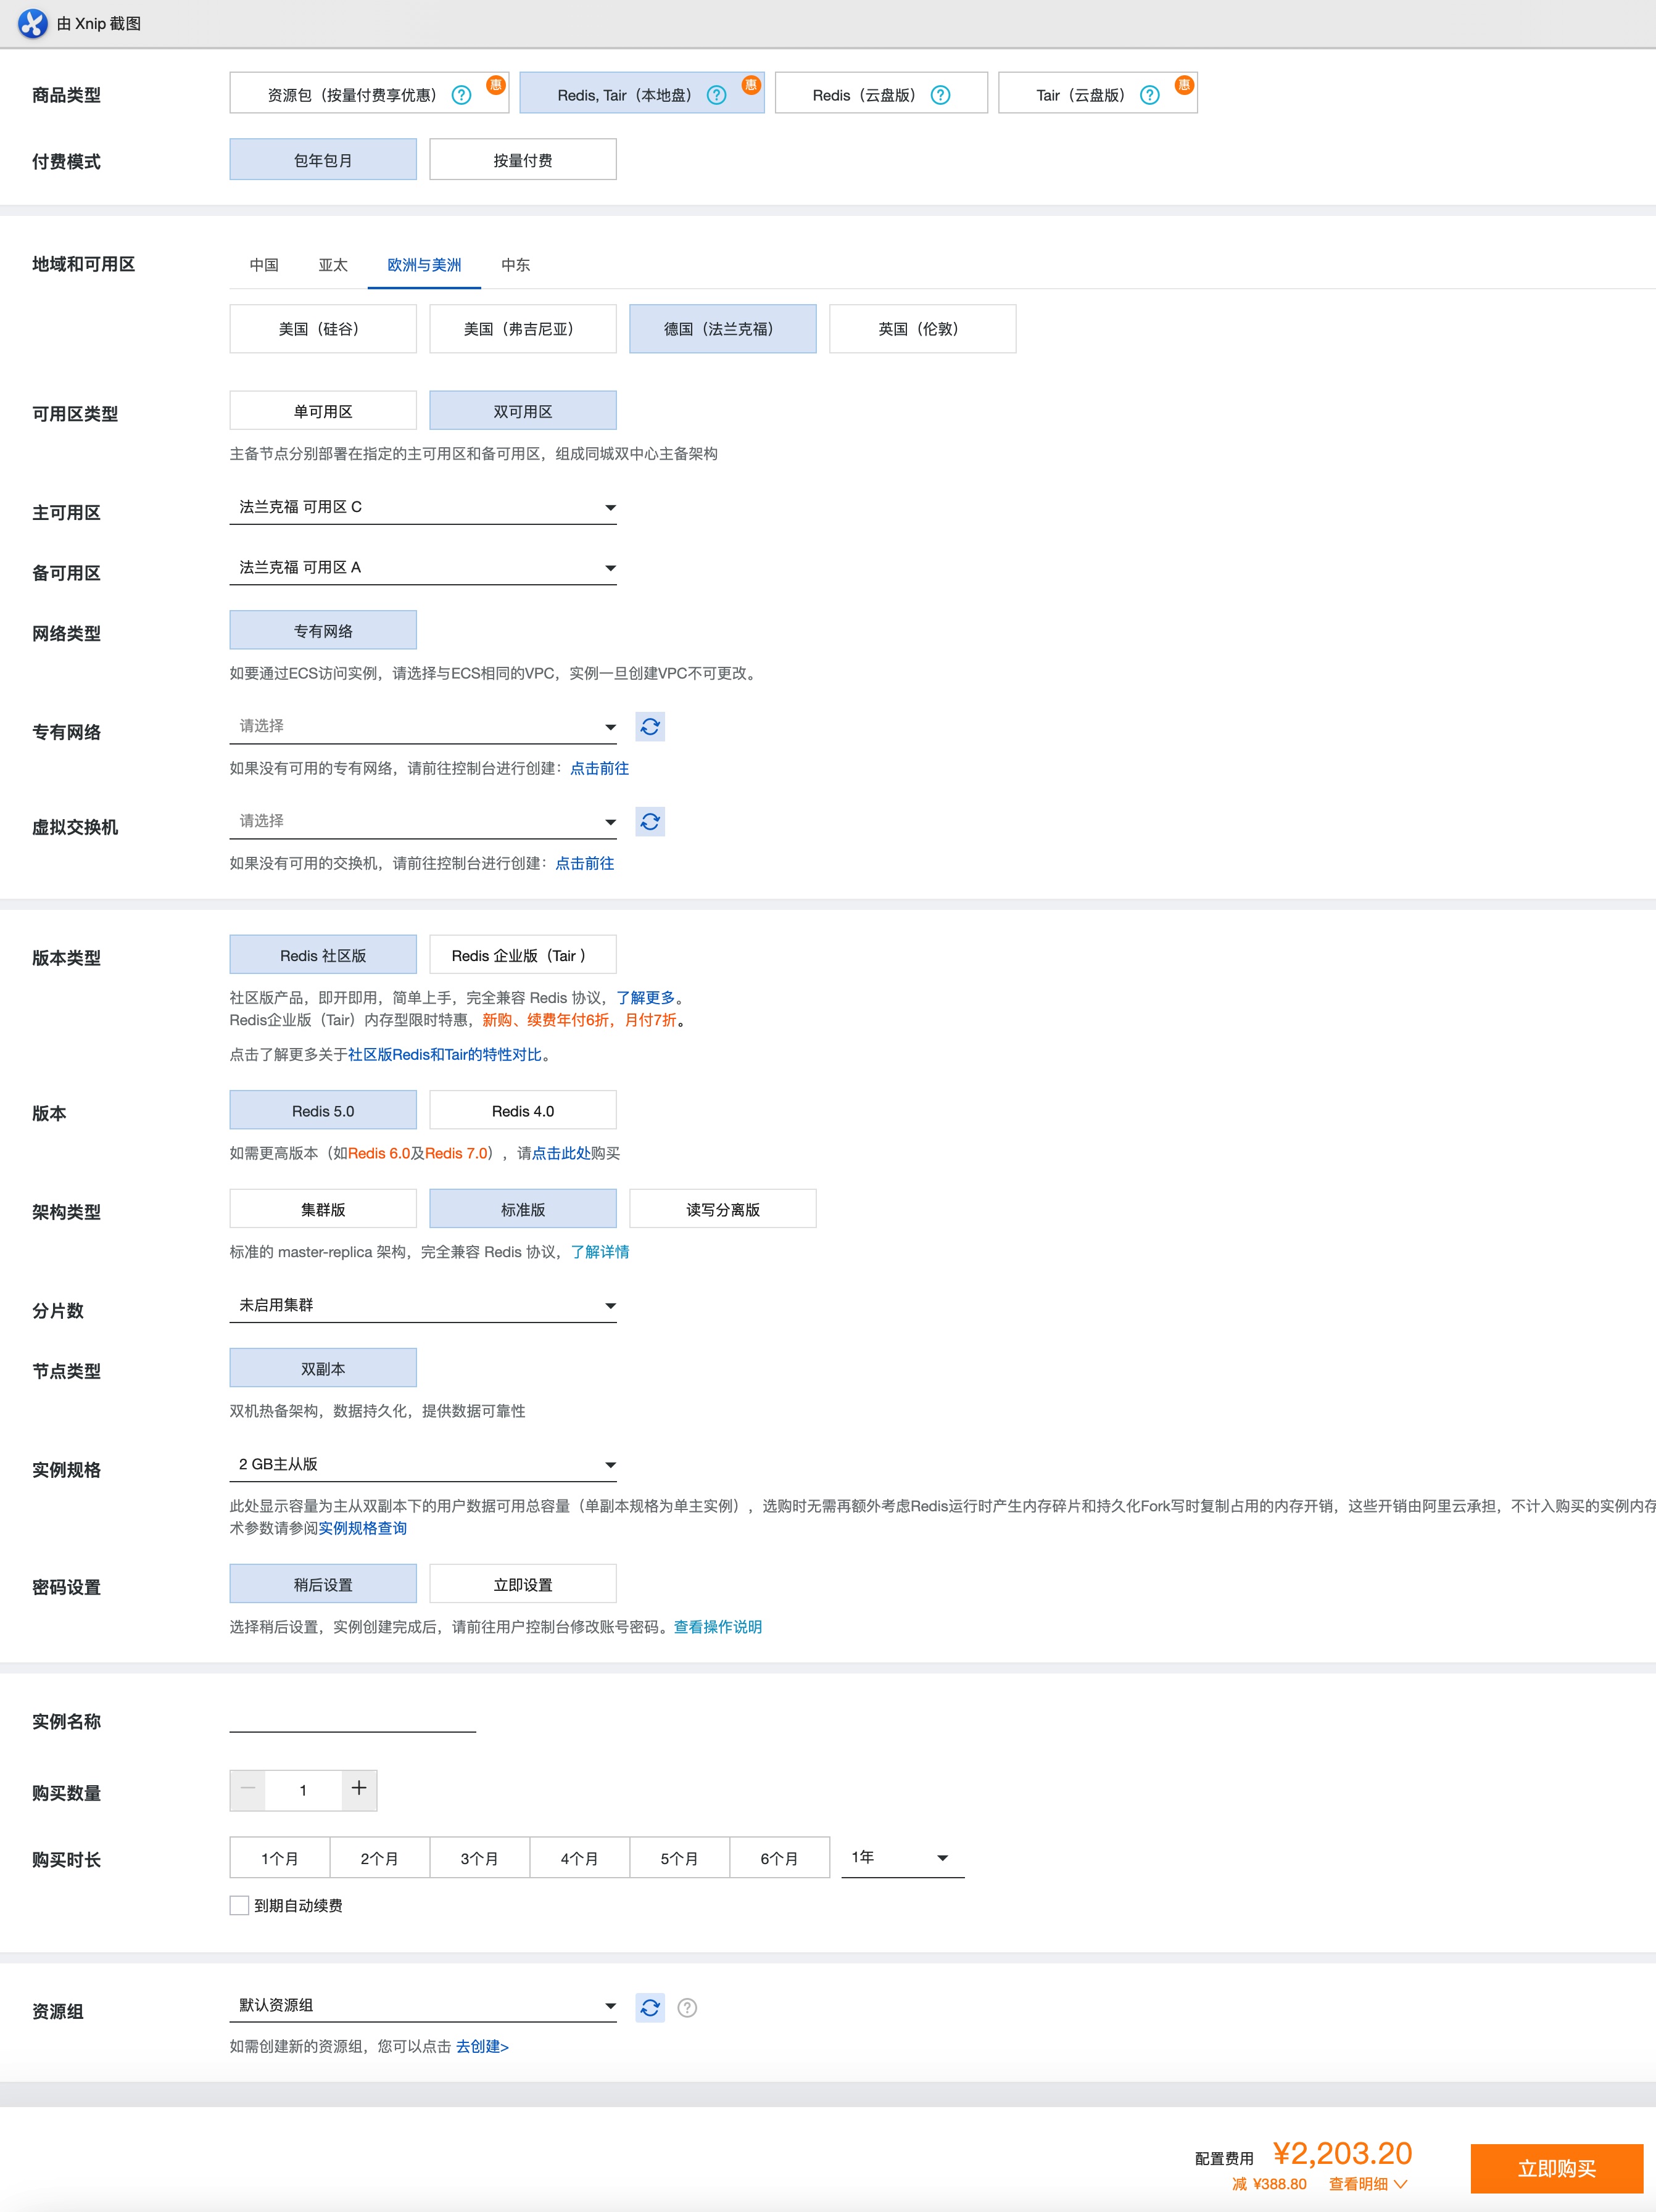 由 Xnip 截图
商品类型
资源包（按量付费享优惠）
惠
Redis, Tair（本地盘）
惠
Redis（云盘版）
Tair（云盘版）
惠
付费模式
包年包月
按量付费
地域和可用区
中国
亚太
欧洲与美洲
中东
美国（硅谷）
美国（弗吉尼亚）
德国（法兰克福）
英国（伦敦）
可用区类型
单可用区
双可用区
主备节点分别部署在指定的主可用区和备可用区，组成同城双中心主备架构
主可用区
法兰克福 可用区 C
备可用区
法兰克福 可用区 A
网络类型
专有网络
如要通过ECS访问实例，请选择与ECS相同的VPC，实例一旦创建VPC不可更改。
专有网络
请选择
如果没有可用的专有网络，请前往控制台进行创建：点击前往
虚拟交换机
请选择
如果没有可用的交换机，请前往控制台进行创建：点击前往
版本类型
Redis 社区版
Redis 企业版（Tair ）
社区版产品，即开即用，简单上手，完全兼容 Redis 协议，了解更多。
Redis企业版（Tair）内存型限时特惠，新购、续费年付6折，月付7折。
点击了解更多关于社区版Redis和Tair的特性对比。
版本
Redis 5.0
Redis 4.0
如需更高版本（如Redis 6.0及Redis 7.0），请点击此处购买
架构类型
集群版
标准版
读写分离版
标准的 master-replica 架构，完全兼容 Redis 协议，了解详情
分片数
未启用集群
节点类型
双副本
双机热备架构，数据持久化，提供数据可靠性
实例规格
2 GB主从版
此处显示容量为主从双副本下的用户数据可用总容量（单副本规格为单主实例），选购时无需再额外考虑Redis运行时产生内存碎片和持久化Fork写时复制占用的内存开销，这些开销由阿里云承担，不计入购买的实例内存
术参数请参阅实例规格查询
密码设置
稍后设置
立即设置
选择稍后设置，实例创建完成后，请前往用户控制台修改账号密码。查看操作说明
实例名称
购买数量
1
购买时长
1个月
2个月
3个月
4个月
5个月
6个月
1年
到期自动续费
资源组
默认资源组
如需创建新的资源组，您可以点击 去创建>
配置费用 ¥2,203.20
减 ¥388.80 查看明细
立即购买